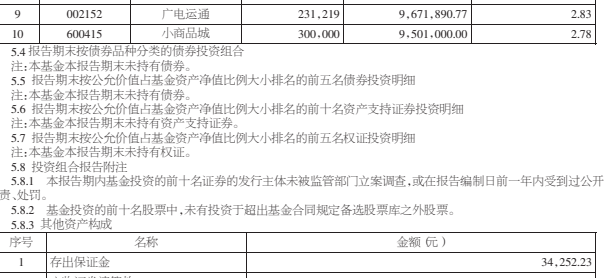 9 002152 广电运通 231,219 9,671,890.77 2.83
10 600415 小商品城 300,000 9,501,000.00 2.78
5.4 报告期末按债券品种分类的债券投资组合
注:本基金本报告期末未持有债券。
5.5 报告期末按公允价值占基金资产净值比例大小排名的前五名债券投资明细
注:本基金本报告期末未持有债券。
5.6 报告期末按公允价值占基金资产净值比例大小排名的前十名资产支持证券投资明细
注:本基金本报告期末未持有资产支持证券。
5.7 报告期末按公允价值占基金资产净值比例大小排名的前五名权证投资明细
注:本基金本报告期末未持有权证。
5.8 投资组合报告附注
5.8.1 本报告期内基金投资的前十名证券的发行主体未被监管部门立案调查,或在报告编制日前一年内受到过公开
责、处罚。
5.8.2 基金投资的前十名股票中,未有投资于超出基金合同规定备选股票库之外股票。
5.8.3 其他资产构成
序号 名称 金额（元）
1 存出保证金 34,252.23